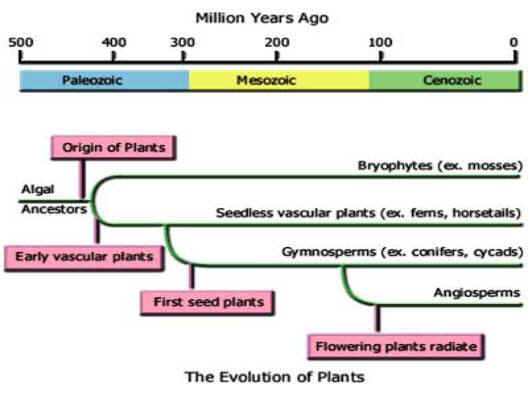 Million Years Ago
500 400 300 200 100 0
Paleozoic Mesozoic Cenozoic
Origin of Plants
Bryophytes (ex. mosses)
Algal
Ancestors
Seedless vascular plants (ex. ferns, horsetails)
Early vascular plants
Gymnosperms (ex. conifers, cycads)
First seed plants
Angiosperms
Flowering plants radiate
The Evolution of Plants